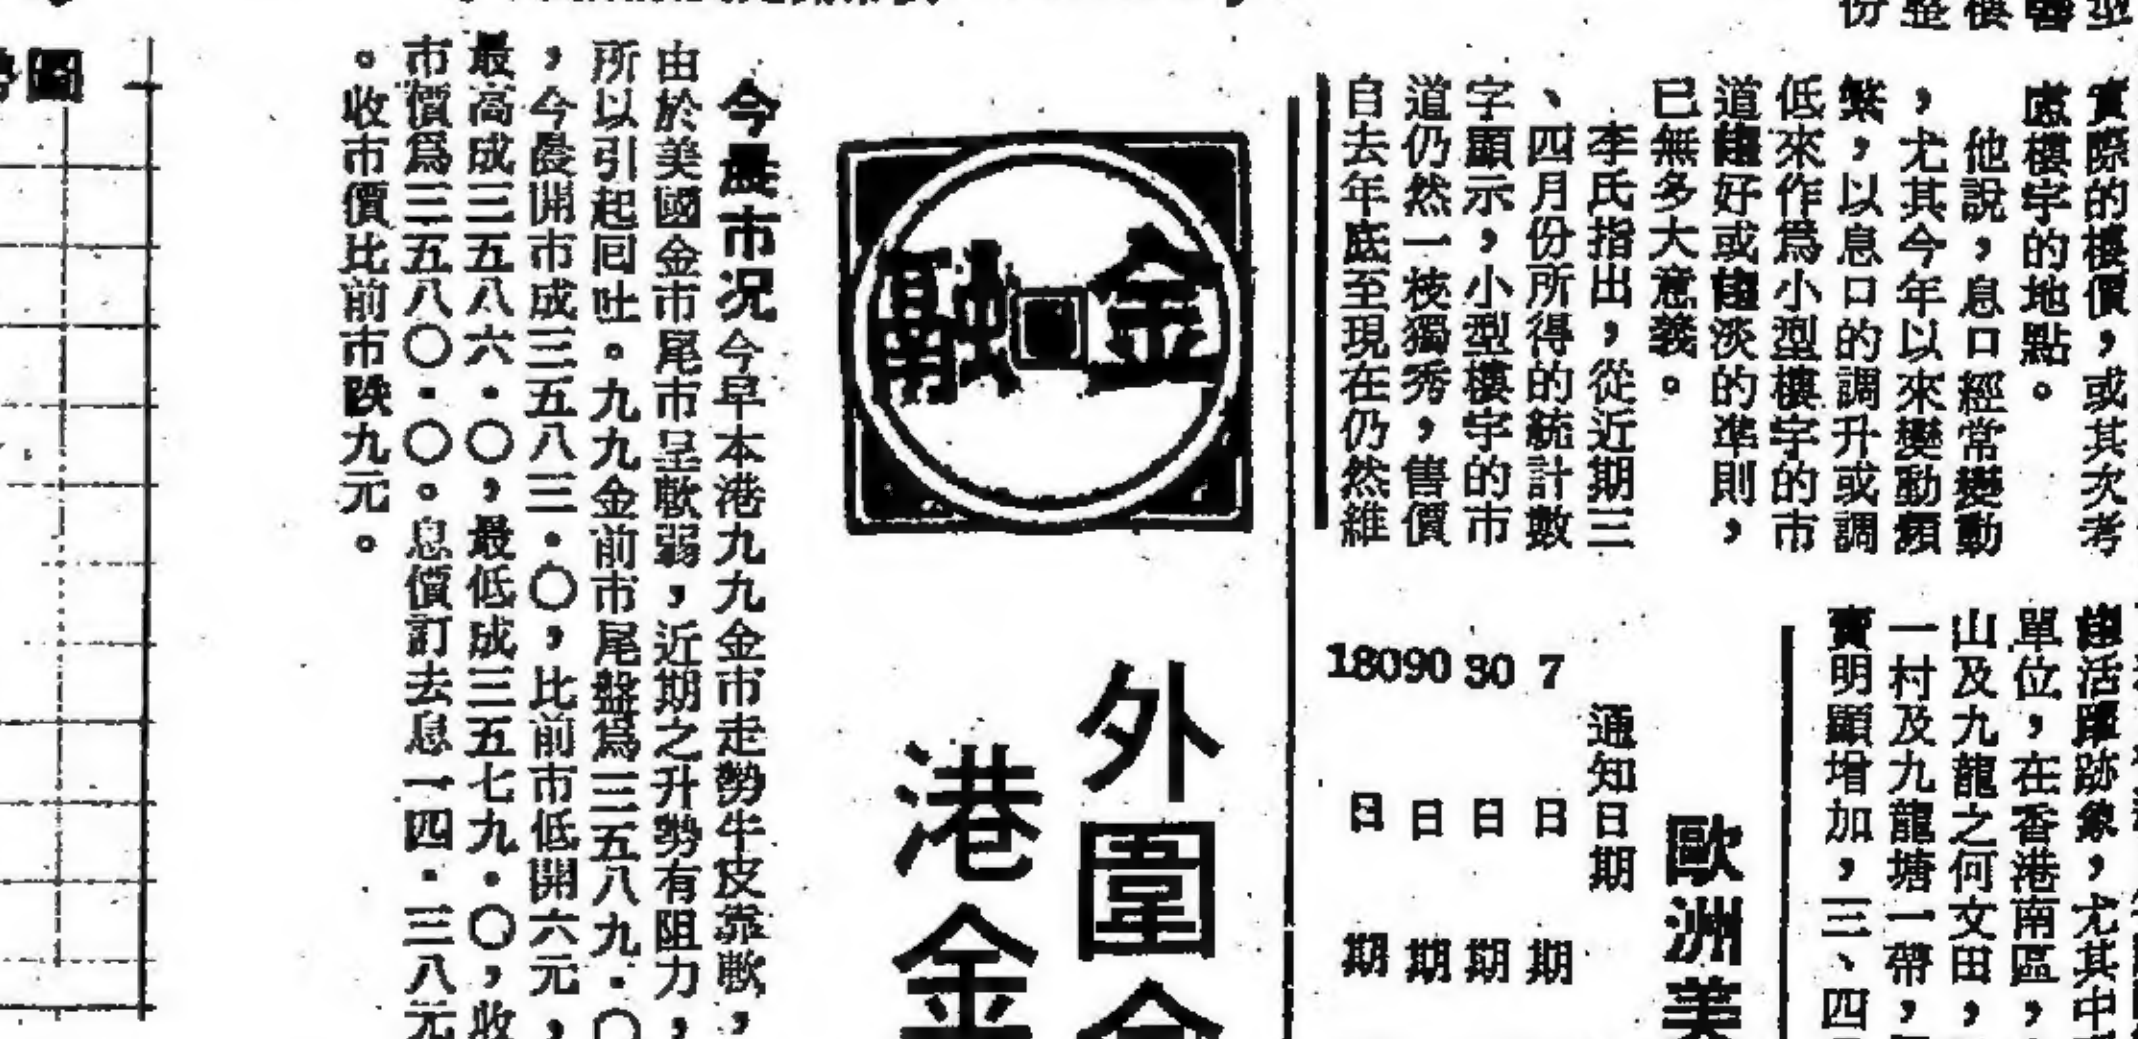 實際的樓價，或其次考
慮樓宇的地點。
他說，息口經常變動
，尤其今年以來變動頻
繁，以息口的調升或調
低來作為小型樓宇的市
道好或淡的準則，
已無多大意義。
李氏指出，從近期三
、四月份所得的統計數
字顯示，小型樓宇的市
道仍然一枝獨秀，售價
自去年底至現在仍然維
活躍跡象，尤其中
單位，在香港南區，
山及九龍之何文田，
一村及九龍塘一帶，
賣明顯增加，三、四
歐洲美
通知日期
7日期
30日期
90日期
180日期
金融
外圍金
港金
今晨市况
今早本港九九金市走勢牛皮靠軟，
由於美國金市尾市呈軟弱，近期之升勢有阻力，
所以引起回吐。九九金前市尾盤為三五八九．〇
，今晨開市成三五八三．〇，比前市低開六元，
最高成三五八六．〇，最低成三五七九．〇，收
市價為三五八〇．〇。息價訂去息一四．三八元
。收市價比前市跌九元。
圖